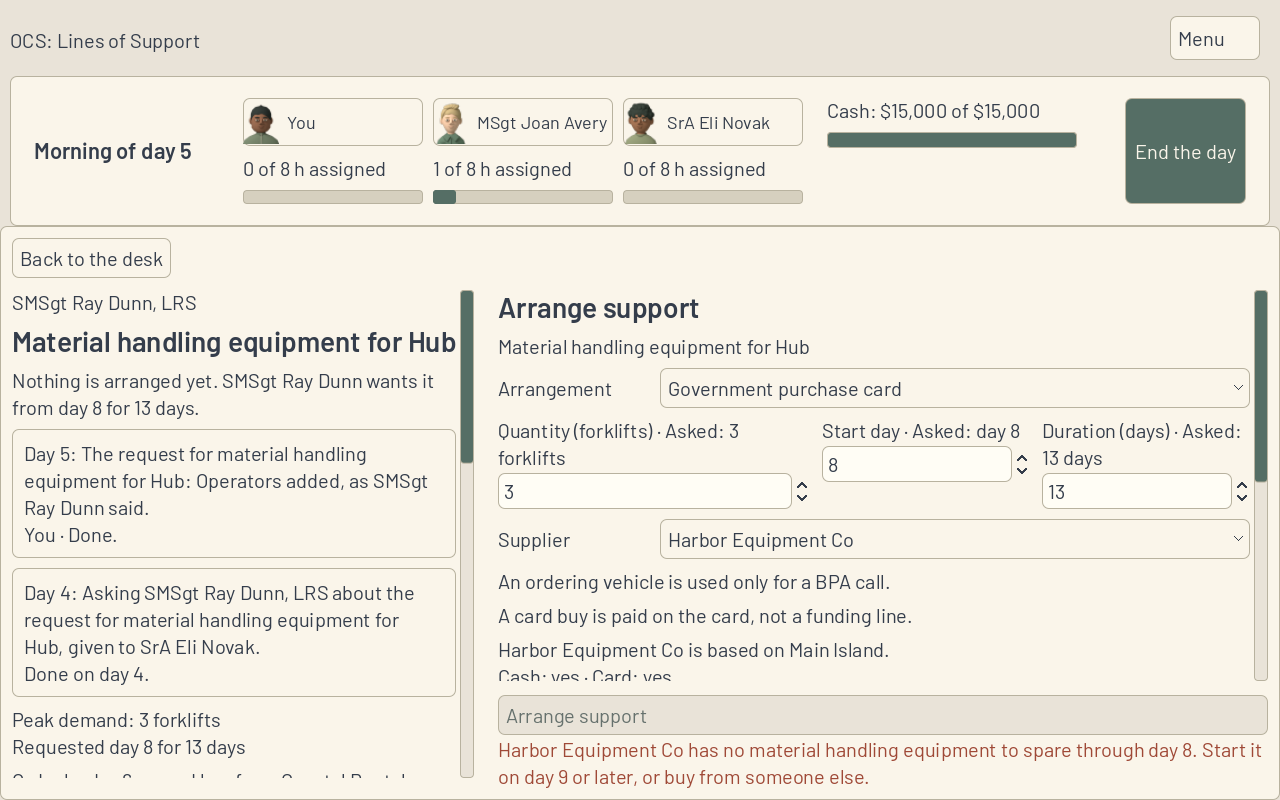 OCS: Lines of Support
Menu
Morning of day 5
You
0 of 8 h assigned
MSgt Joan Avery
1 of 8 h assigned
SrA Eli Novak
0 of 8 h assigned
Cash: $15,000 of $15,000
End the day
Back to the desk
SMSgt Ray Dunn, LRS
Material handling equipment for Hub
Nothing is arranged yet. SMSgt Ray Dunn wants it
from day 8 for 13 days.
Day 5: The request for material handling
equipment for Hub: Operators added, as SMSgt
Ray Dunn said.
You · Done.
Day 4: Asking SMSgt Ray Dunn, LRS about the
request for material handling equipment for
Hub, given to SrA Eli Novak.
Done on day 4.
Peak demand: 3 forklifts
Requested day 8 for 13 days
Arrange support
Material handling equipment for Hub
Arrangement
Government purchase card
Quantity (forklifts) · Asked: 3
forklifts
3
Start day · Asked: day 8
8
Duration (days) · Asked:
13 days
13
Supplier
Harbor Equipment Co
An ordering vehicle is used only for a BPA call.
A card buy is paid on the card, not a funding line.
Harbor Equipment Co is based on Main Island.
Cash: yes · Card: yes
Arrange support
Harbor Equipment Co has no material handling equipment to spare through day 8. Start it
on day 9 or later, or buy from someone else.